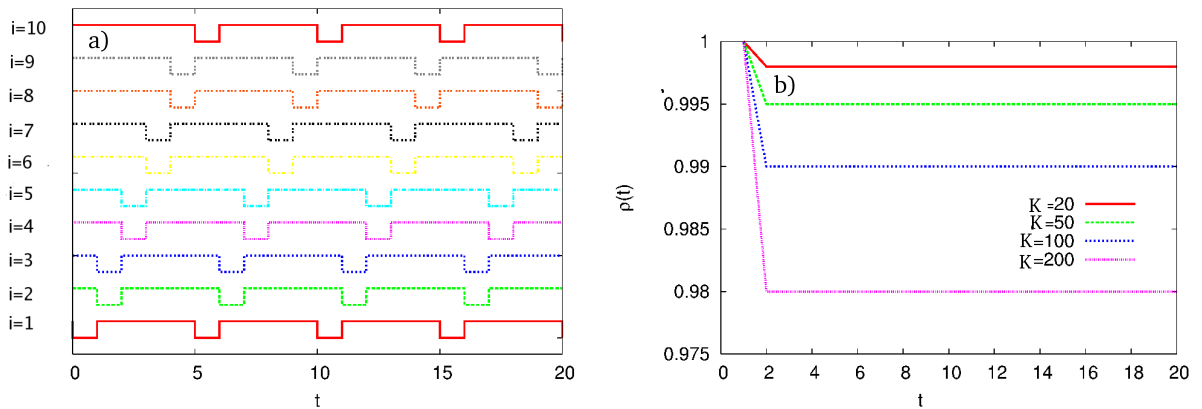 a)
i=10
i=9
i=8
i=7
i=6
i=5
i=4
i=3
i=2
i=1
0 5 10 15 20
t
b)
1
0.995
0.99
0.985
0.98
0.975
ρ(t)
K =20
K=50
K=100
K=200
0 2 4 6 8 10 12 14 16 18 20
t